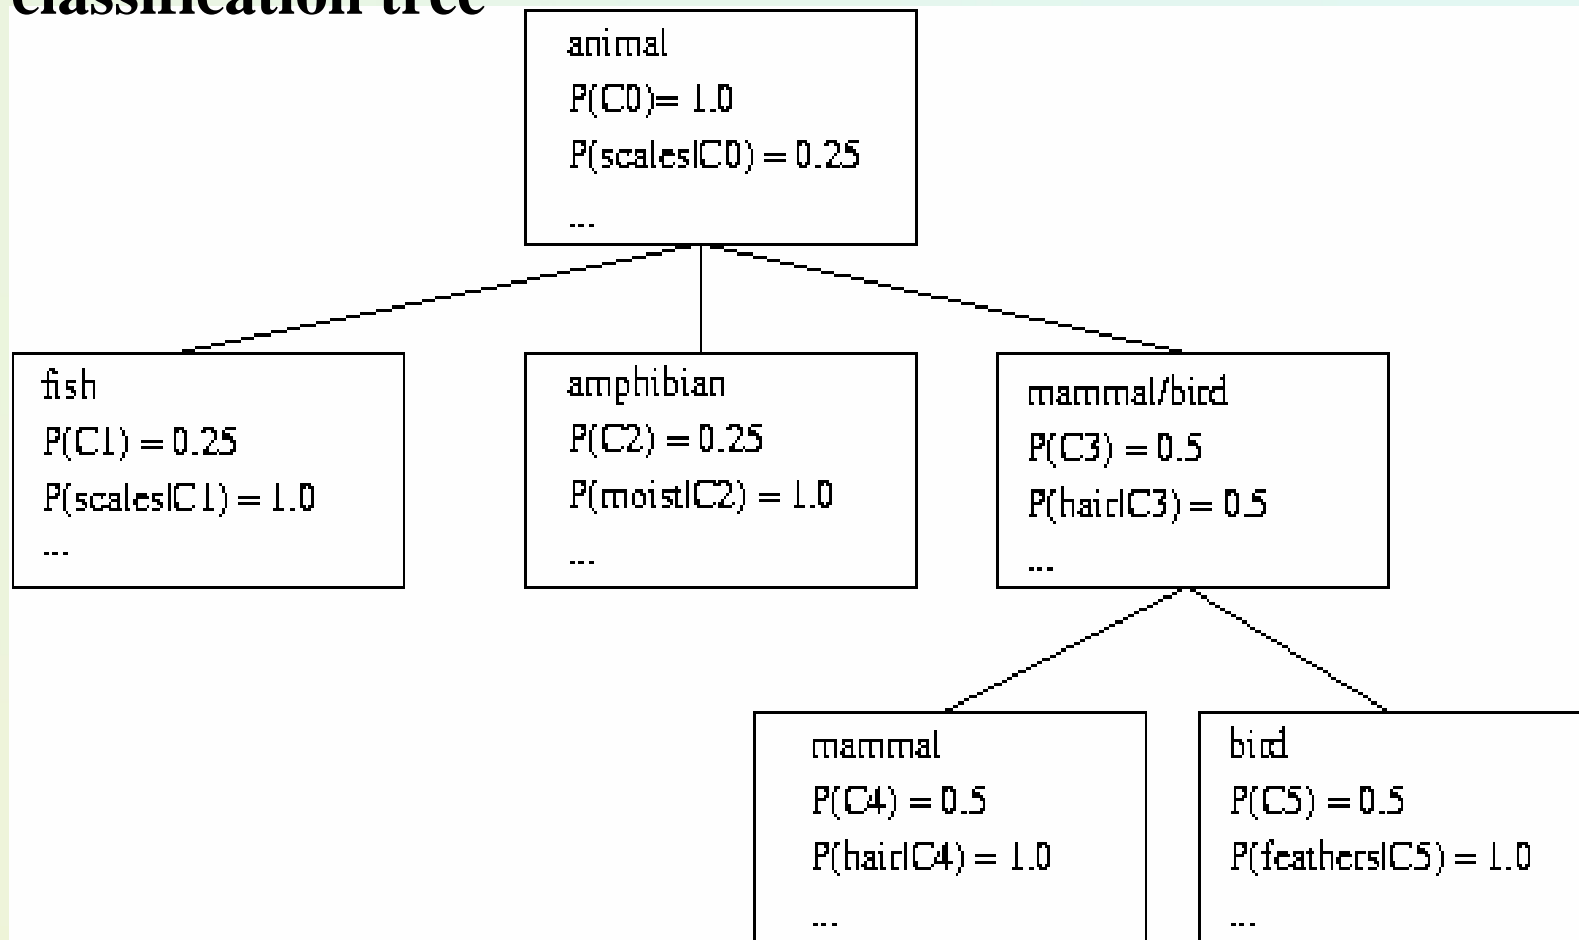 classification tree
animal
P(C0)= 1.0
P(scales|C0) = 0.25
...
fish
P(C1) = 0.25
P(scales|C1) = 1.0
...
amphibian
P(C2) = 0.25
P(moist|C2) = 1.0
...
mammal/bird
P(C3) = 0.5
P(hair|C3) = 0.5
...
mammal
P(C4) = 0.5
P(hair|C4) = 1.0
...
bird
P(C5) = 0.5
P(feathers|C5) = 1.0
...